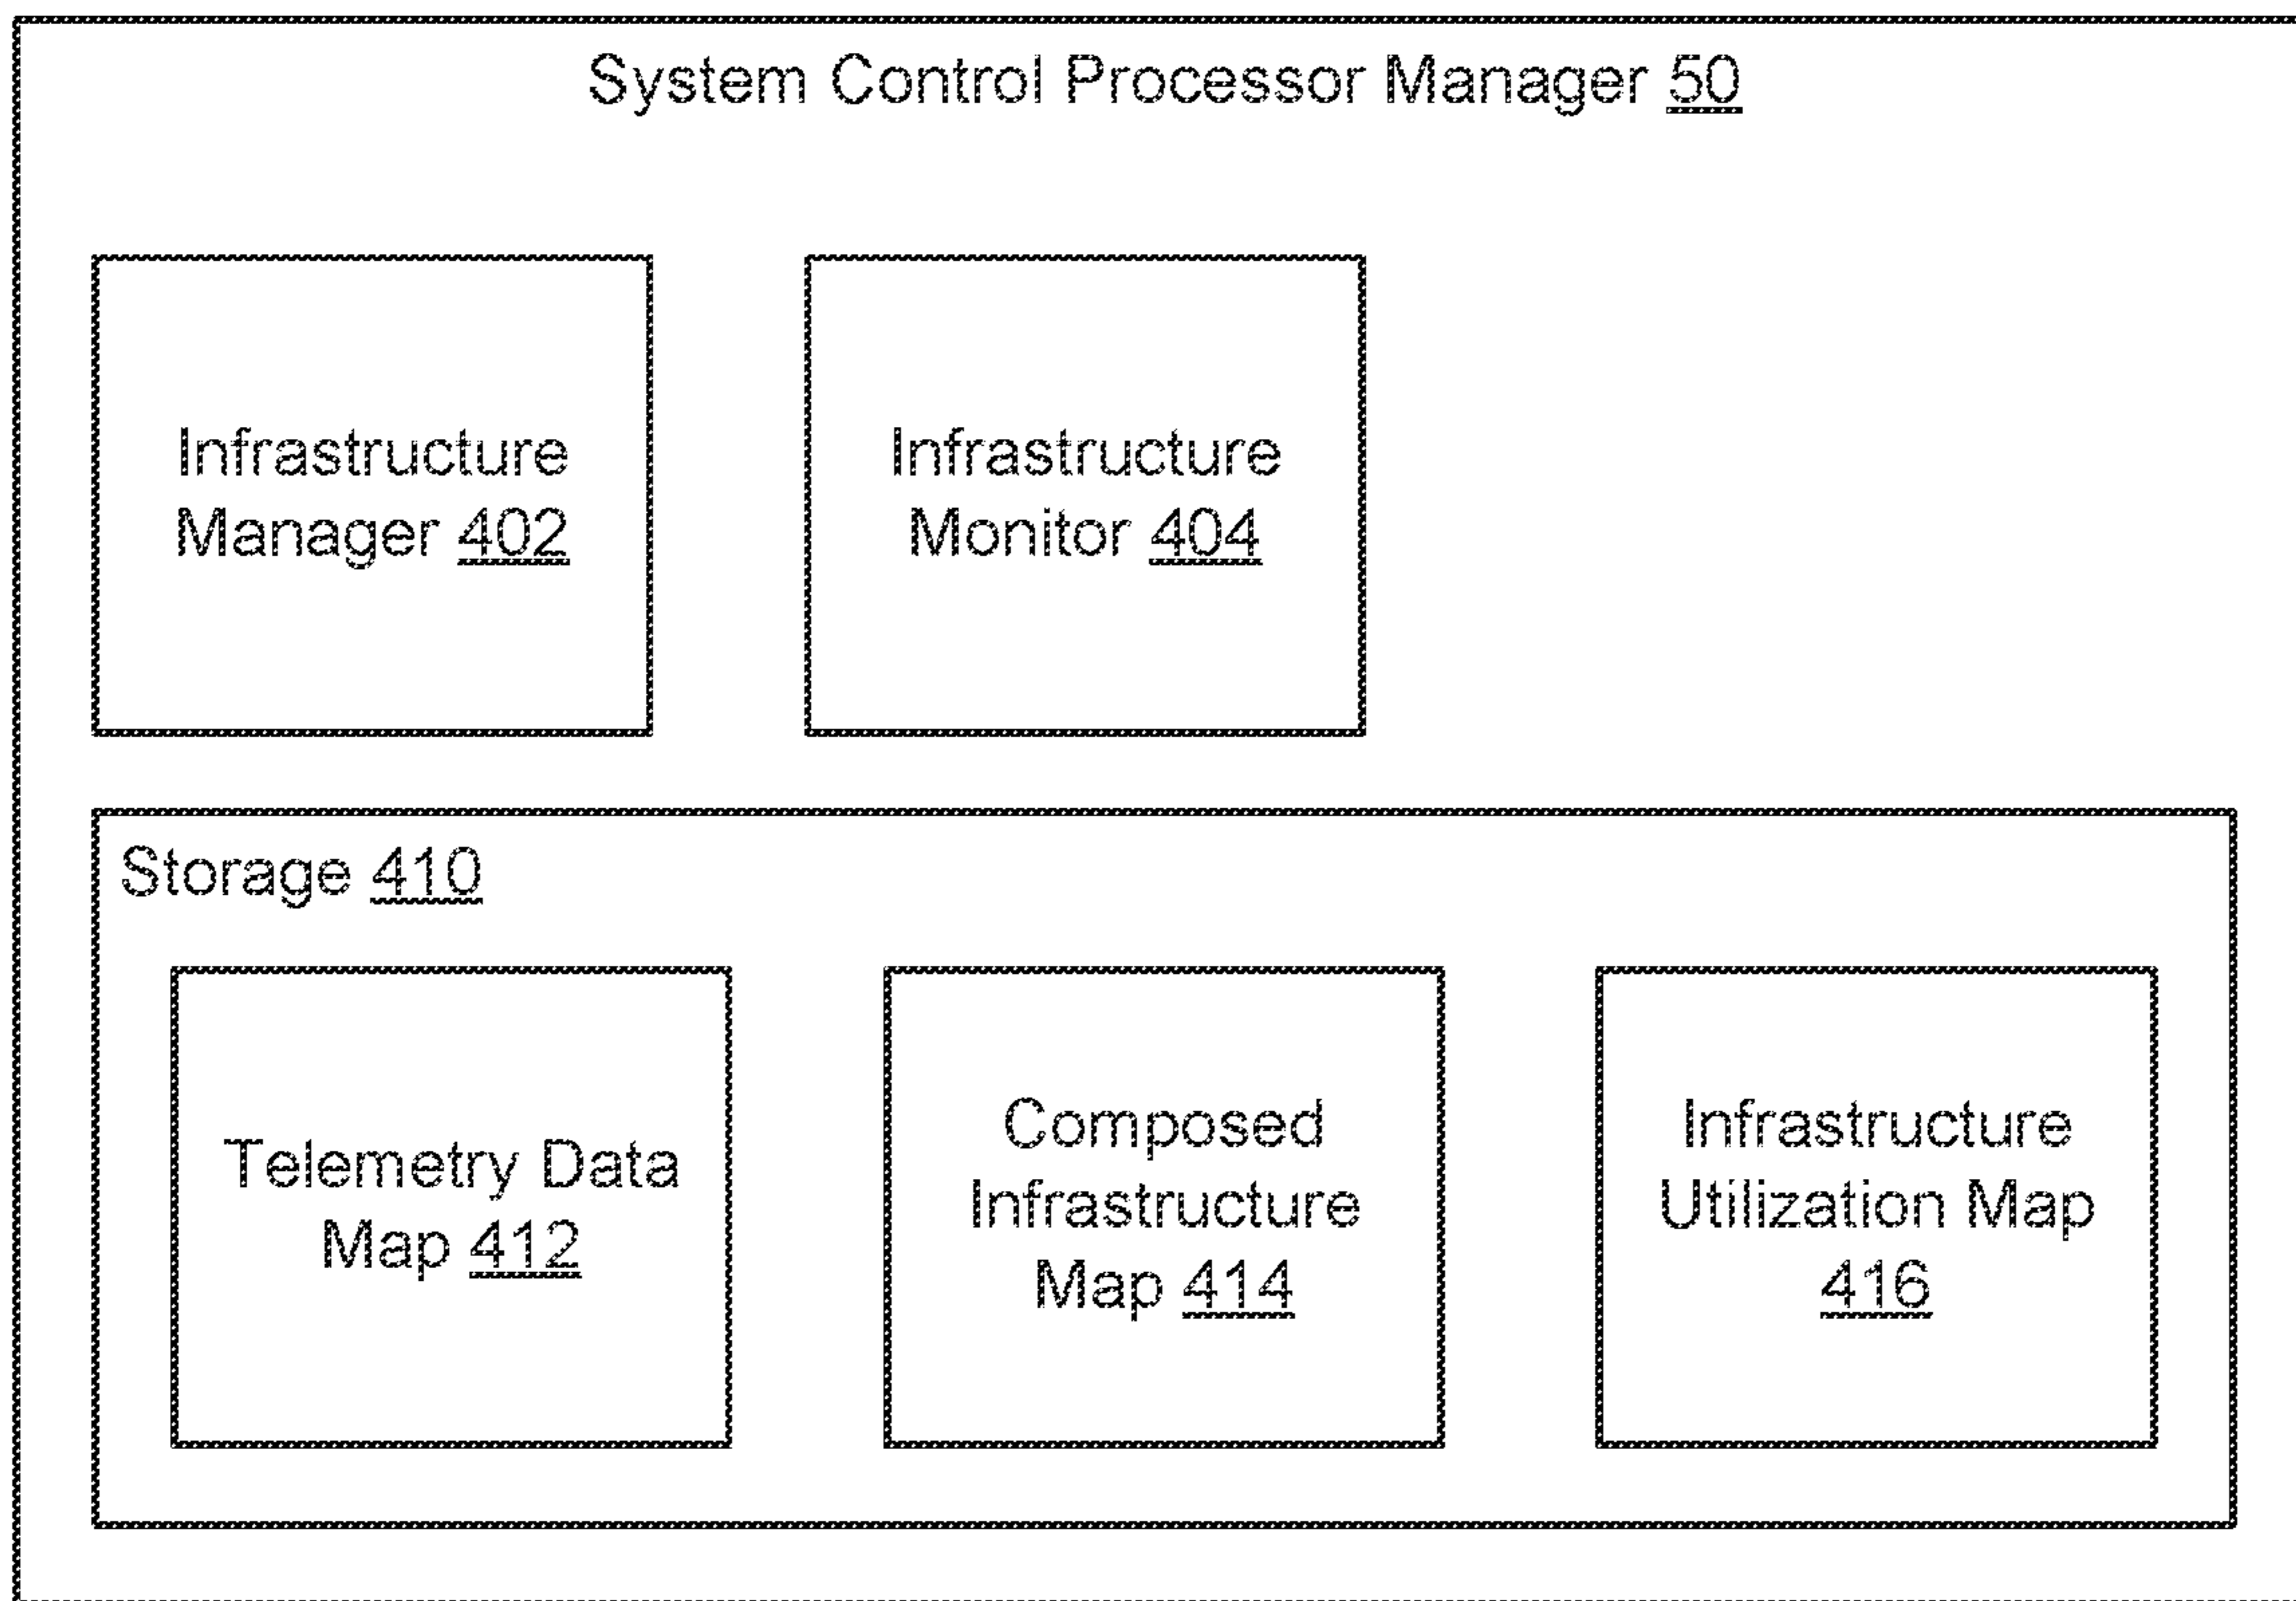 System Control Processor Manager 50
Infrastructure
Manager 402
Infrastructure
Monitor 404
Storage 410
Telemetry Data
Map 412
Composed
Infrastructure
Map 414
Infrastructure
Utilization Map
416